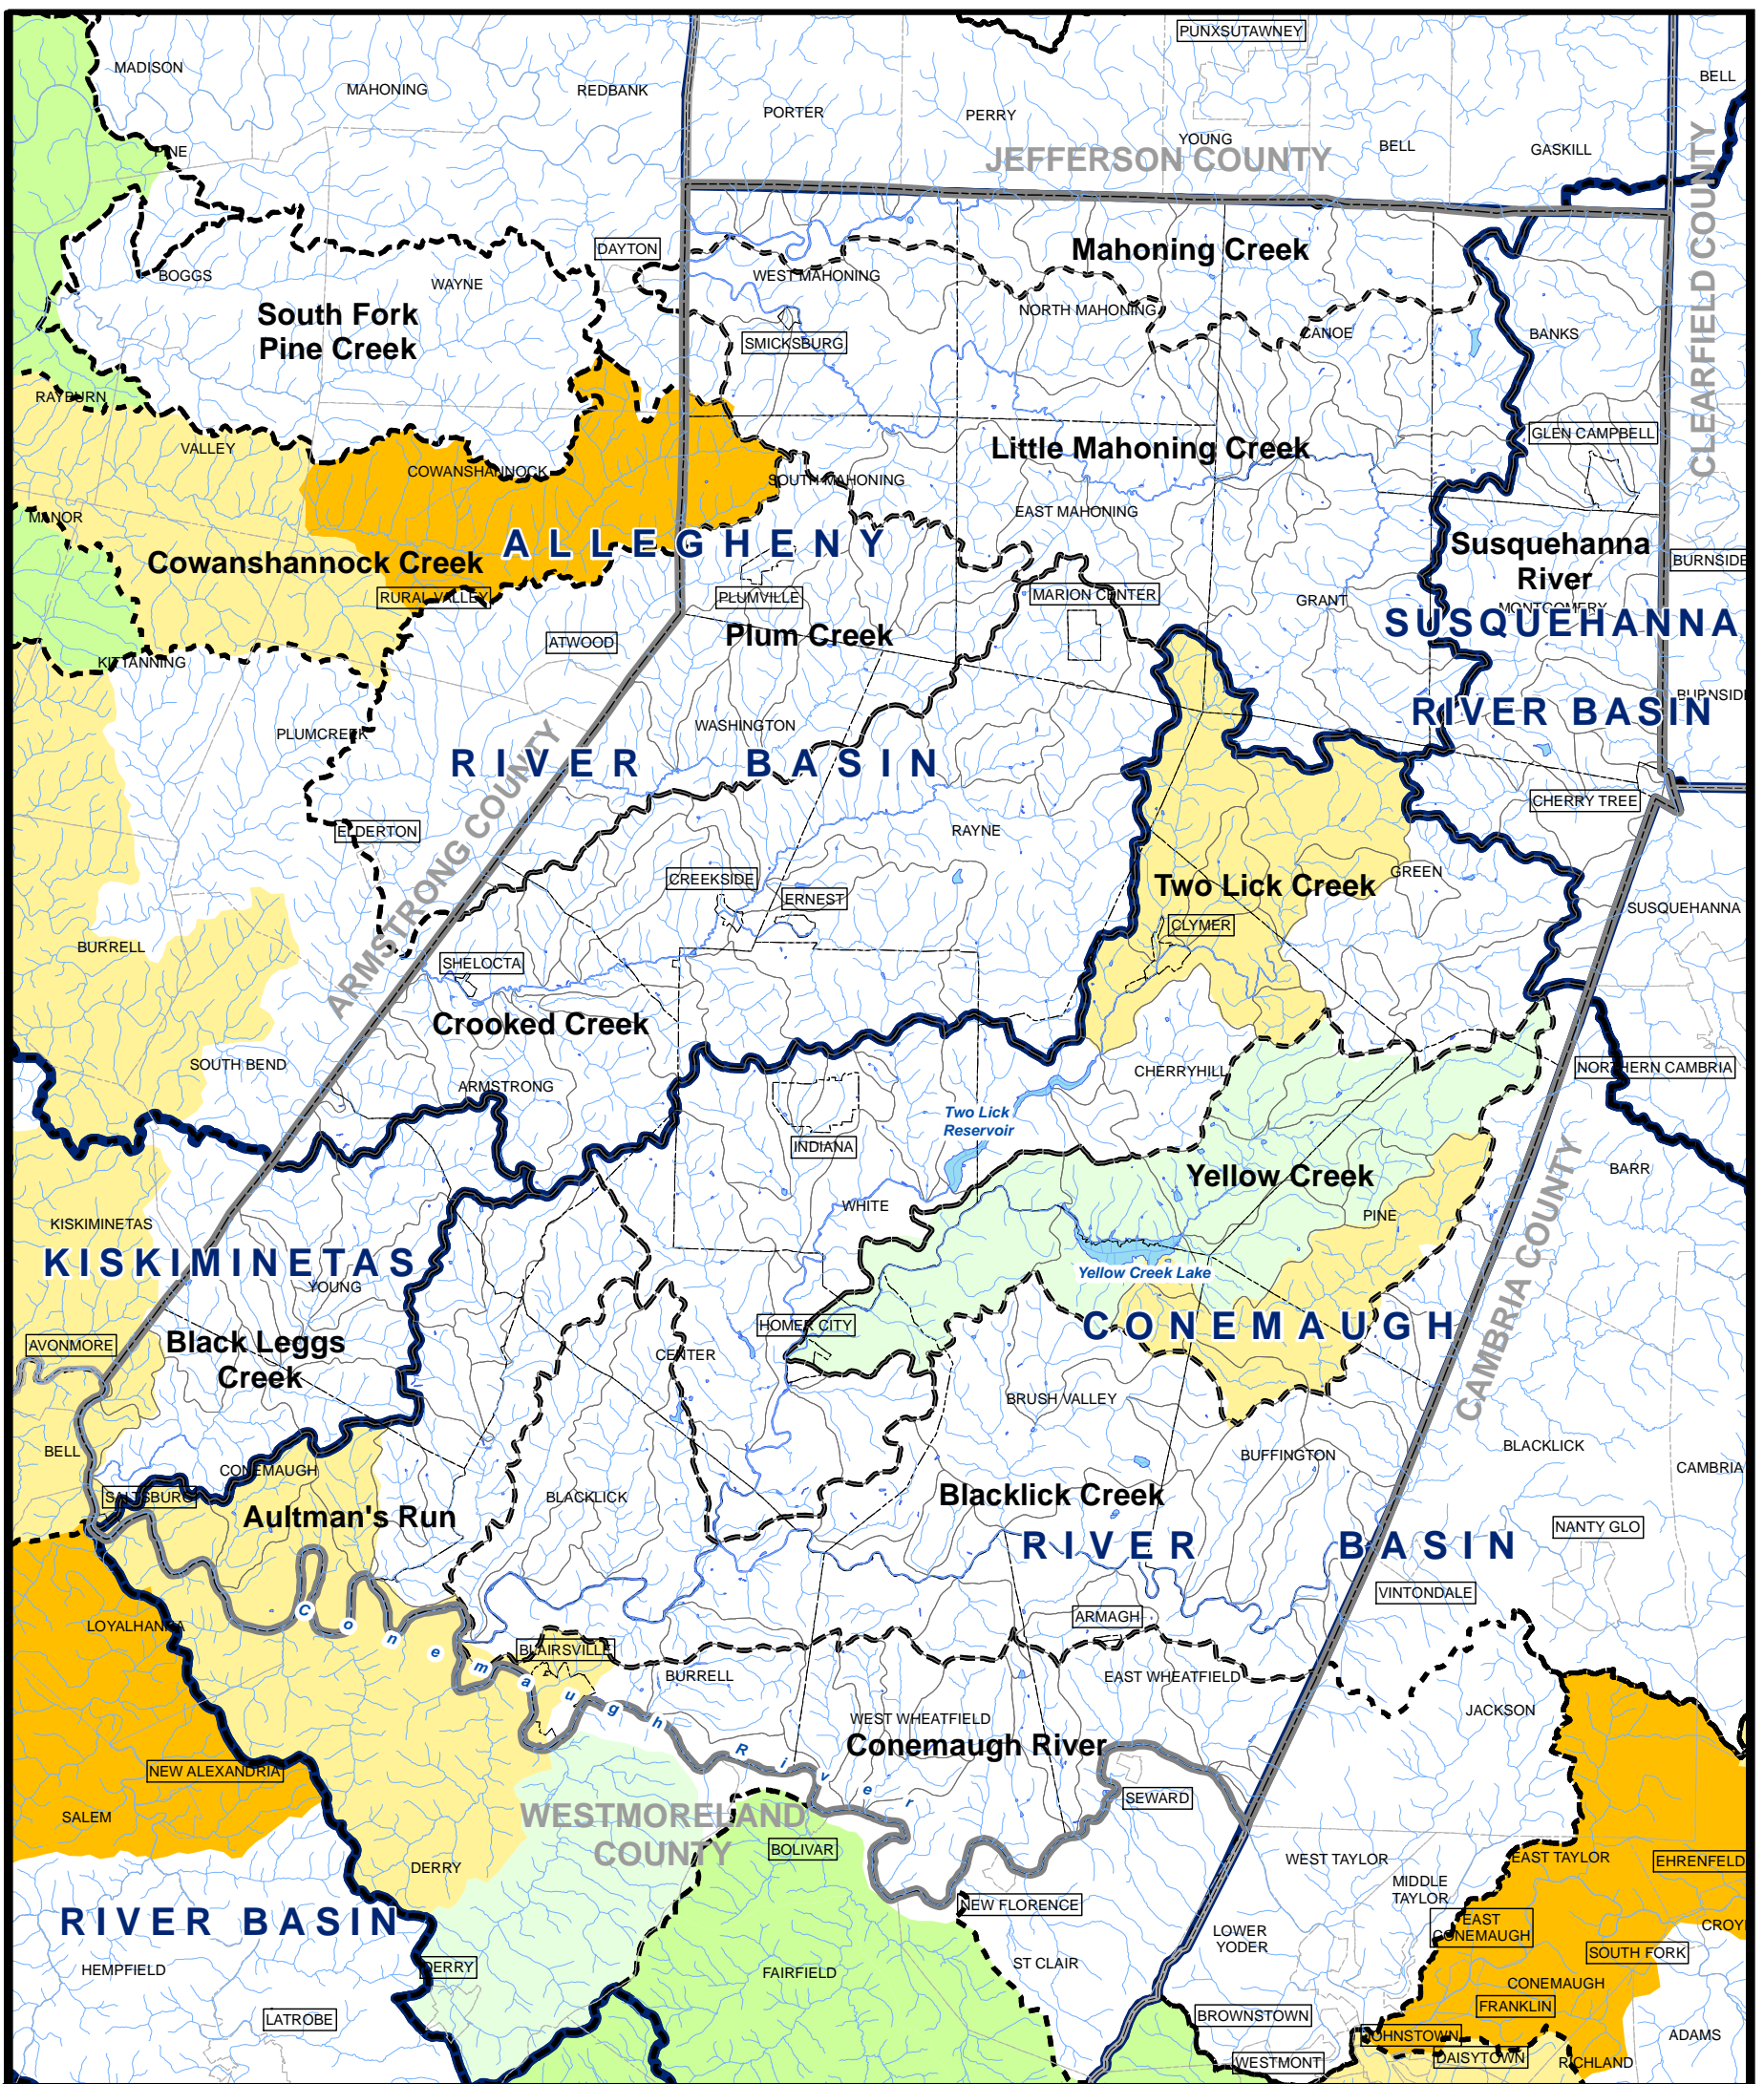 PUNXSUTAWNEY
MADISON
MAHONING
REDBANK
BELL
PORTER
PERRY
YOUNG
BELL
GASKILL
PINE
JEFFERSON COUNTY
CLEARFIELD COUNTY
DAYTON
Mahoning Creek
BOGGS
WAYNE
WEST MAHONING
NORTH MAHONING
South Fork
Pine Creek
SMICKSBURG
CANOE
BANKS
RAYBURN
VALLEY
COWANSHANNOCK
Little Mahoning Creek
GLEN CAMPBELL
SOUTH MAHONING
MANOR
EAST MAHONING
ALLEGHENY
Cowanshannock Creek
Susquehanna
River
BURNSIDE
RURAL VALLEY
PLUMVILLE
MARION CENTER
GRANT
MONTGOMERY
SUSQUEHANNA
ATWOOD
Plum Creek
KITTANNING
BURNSID
RIVER BASIN
PLUMCREEK
WASHINGTON
RIVER BASIN
ARMSTRONG COUNTY
CHERRY TREE
ELDERTON
RAYNE
CREEKSIDE
ERNEST
Two Lick Creek
GREEN
SUSQUEHANNA
CLYMER
BURRELL
SHELOCTA
Crooked Creek
SOUTH BEND
ARMSTRONG
CHERRYHILL
NORTHERN CAMBRIA
Two Lick
Reservoir
INDIANA
Yellow Creek
BARR
WHITE
PINE
KISKIMINETAS
KISKIMINETAS
Yellow Creek Lake
YOUNG
CAMBRIA COUNTY
CONEMAUGH
HOMER CITY
AVONMORE
Black Leggs
Creek
CENTER
BRUSH VALLEY
BELL
BUFFINGTON
BLACKLICK
CAMBRIA
CONEMAUGH
SALTSBURG
BLACKLICK
Blacklick Creek
Aultman's Run
NANTY GLO
RIVER BASIN
VINTONDALE
ARMAGH
LOYALHANNA
Conemaugh River
BLAIRSVILLE
BURRELL
EAST WHEATFIELD
JACKSON
WEST WHEATFIELD
Conemaugh River
NEW ALEXANDRIA
SEWARD
SALEM
WESTMORELAND
COUNTY
BOLIVAR
DERRY
WEST TAYLOR
EAST TAYLOR
EHRENFELD
MIDDLE
TAYLOR
NEW FLORENCE
RIVER BASIN
EAST
CONEMAUGH
CROY
LOWER
YODER
SOUTH FORK
ST CLAIR
HEMPFIELD
DERRY
FAIRFIELD
CONEMAUGH
FRANKLIN
BROWNSTOWN
LATROBE
JOHNSTOWN
ADAMS
DAISYTOWN
WESTMONT
RICHLAND